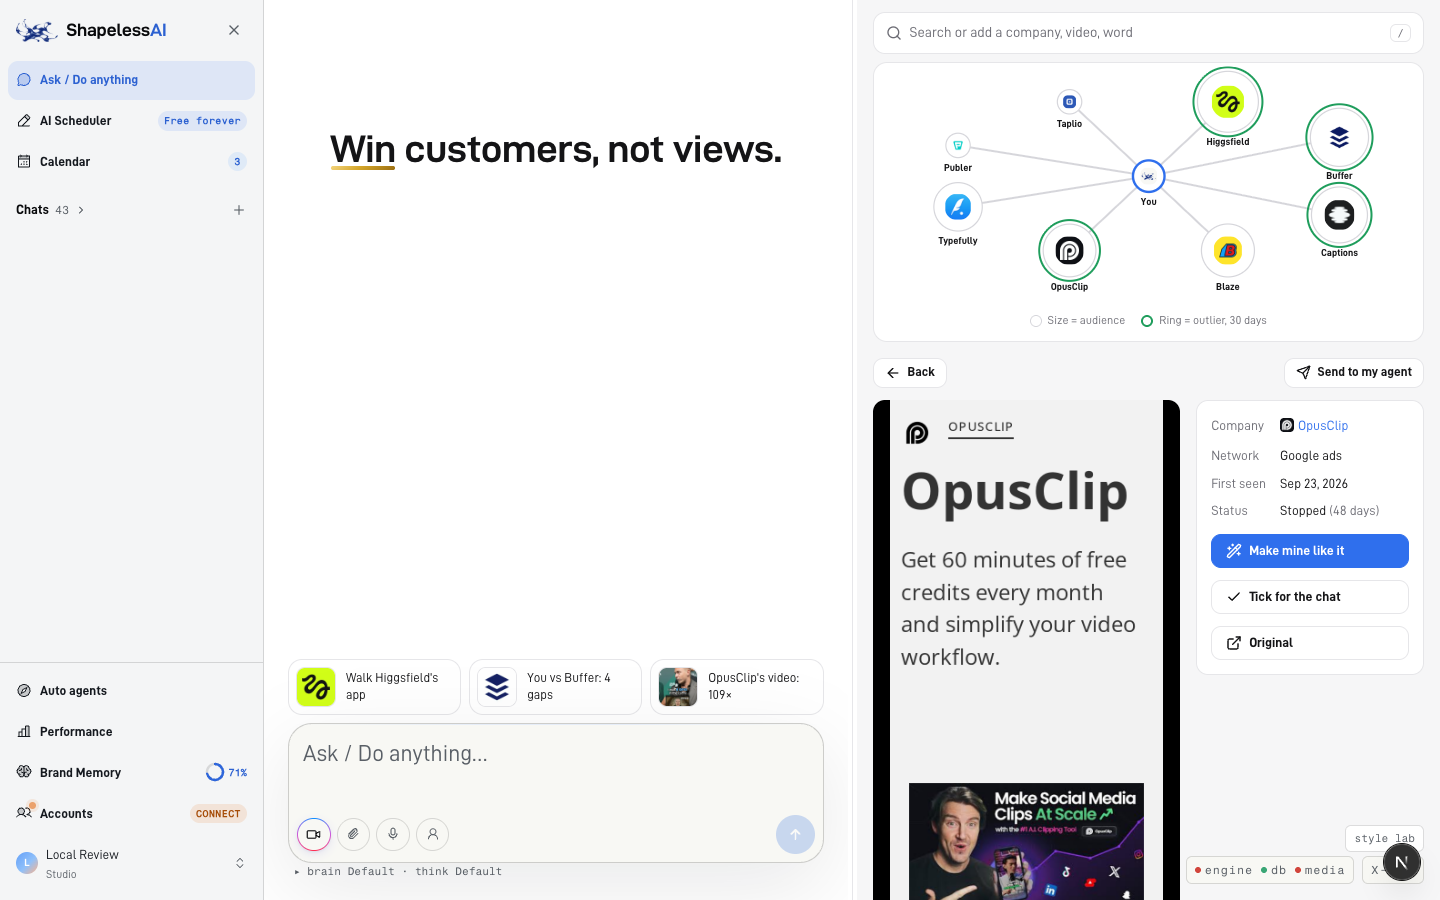 ShapelessAI
Ask / Do anything
AI Scheduler
Free forever
Calendar
3
Chats 43
Auto agents
Performance
Brand Memory
71%
Accounts
CONNECT
L
Local Review
Studio
Win customers, not views.
Walk Higgsfield's
app
You vs Buffer: 4
gaps
OpusClip's video:
109×
Ask / Do anything...
brain Default · think Default
Search or add a company, video, word
/
Taplio
Higgsfield
Publer
Buffer
You
Typefully
Captions
OpusClip
Blaze
Size = audience
Ring = outlier, 30 days
Back
Send to my agent
OPUSCLIP
OpusClip
Get 60 minutes of free
credits every month
and simplify your video
workflow.
Make Social Media
Clips At Scale
with the #1 A.I. Clipping Tool
OpusClip
Company OpusClip
Network Google ads
First seen Sep 23, 2026
Status Stopped (48 days)
Make mine like it
Tick for the chat
Original
style lab
engine db media
X
N